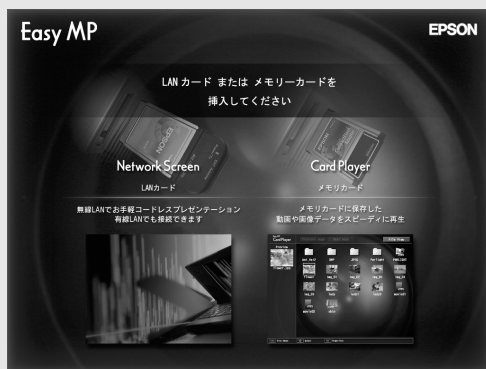 Easy MP
EPSON
LANカード または メモリーカードを
挿入してください
Network Screen
LANカード
無線LANでお手軽コードレスプレゼンテーション
有線LANでも接続できます
Card Player
メモリカード
メモリカードに保存した
動画や画像データをスピーディに再生
CardPlayer